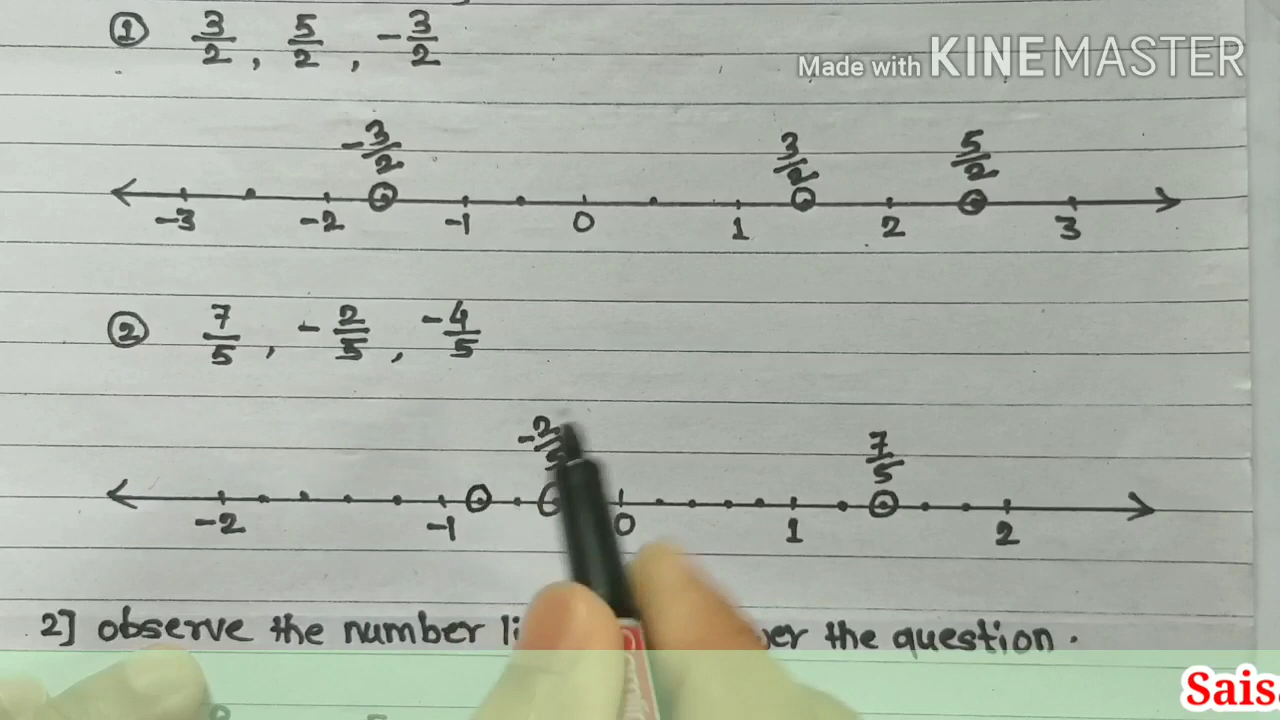 ① 3/2, 5/2, -3/2
Made with KINEMASTER
-3/2 3/2 5/2
-3 -2 -1 0 1 2 3
② 7/5, -2/5, -4/5
7/5
-2 -1 0 1 2
2] observe the number the question.
Sais